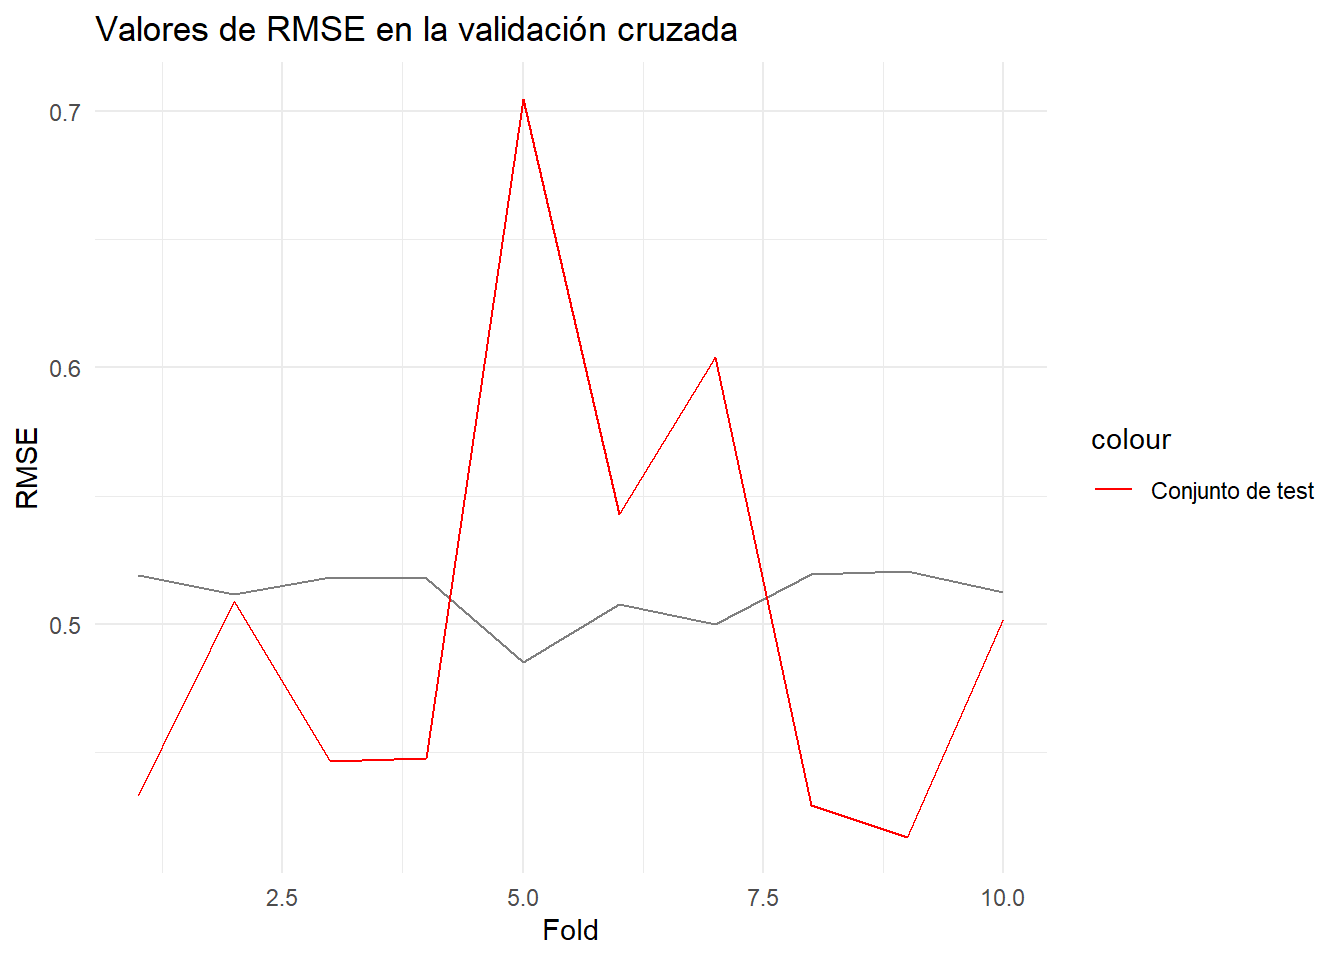 Valores de RMSE en la validación cruzada
0.7
0.6
0.5
RMSE
2.5
5.0
7.5
10.0
Fold
colour
Conjunto de test